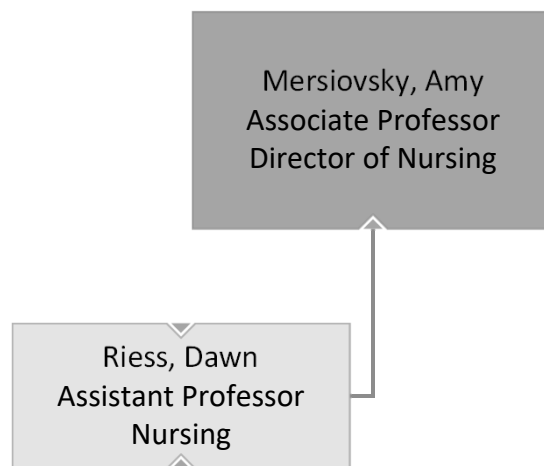 Mersiovsky, Amy
Associate Professor
Director of Nursing
Riess, Dawn
Assistant Professor
Nursing